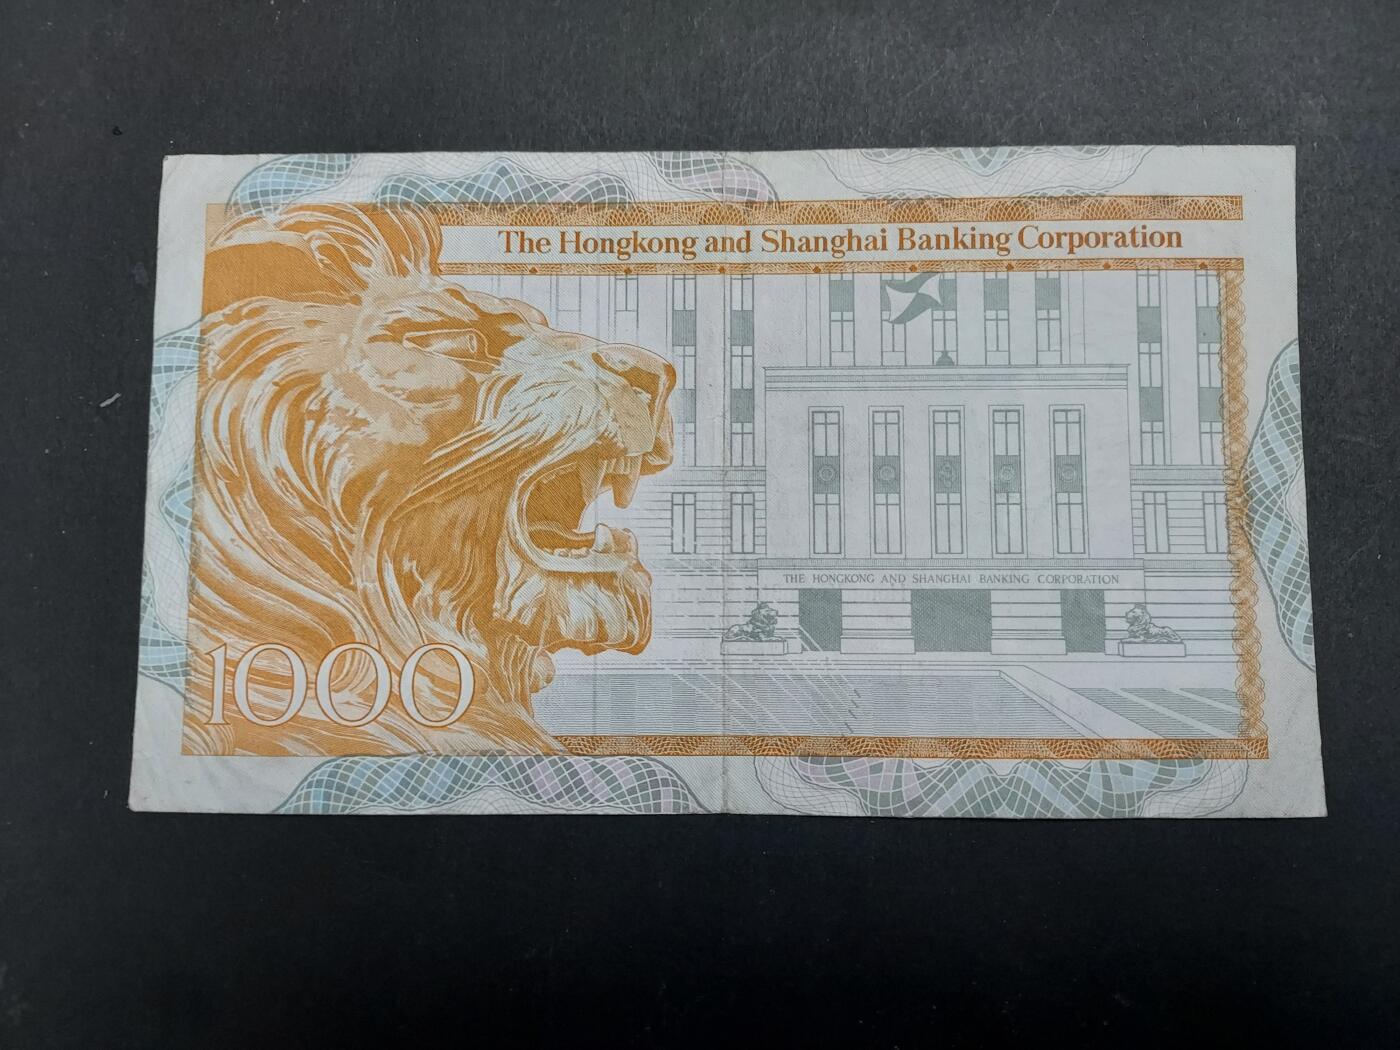 The Hongkong and Shanghai Banking Corporation
THE HONGKONG AND SHANGHAI BANKING CORPORATION
1000